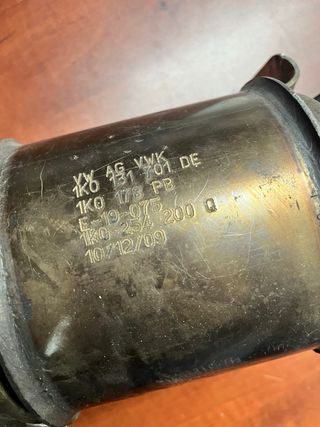 VW AG VWK
1K0 131 701 DE
1K0 178 PB
E-19-075
1K0 254 200 Q
10/12/09